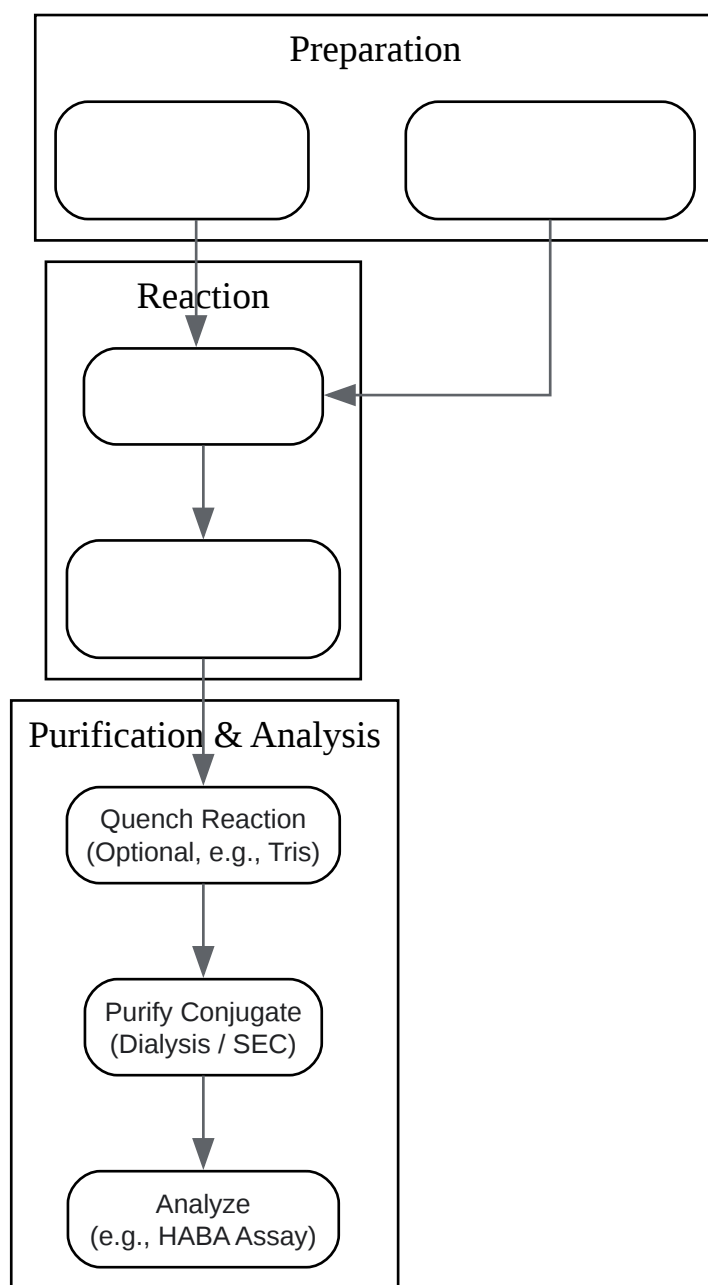 Preparation
Reaction
Purification & Analysis
Quench Reaction
(Optional, e.g., Tris)
Purify Conjugate
(Dialysis / SEC)
Analyze
(e.g., HABA Assay)